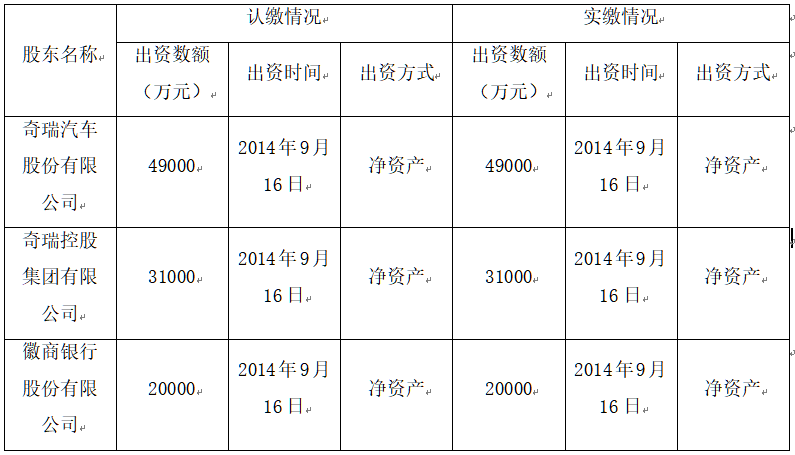 股东名称 认缴情况 实缴情况
出资数额（万元） 出资时间 出资方式 出资数额（万元） 出资时间 出资方式
奇瑞汽车股份有限公司 49000 2014年9月16日 净资产 49000 2014年9月16日 净资产
奇瑞控股集团有限公司 31000 2014年9月16日 净资产 31000 2014年9月16日 净资产
徽商银行股份有限公司 20000 2014年9月16日 净资产 20000 2014年9月16日 净资产